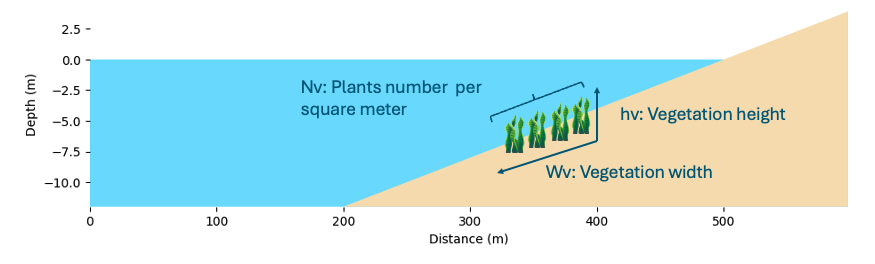 2.5
0.0
−2.5
−5.0
−7.5
−10.0
Depth (m)
Nv: Plants number per
square meter
hv: Vegetation height
Wv: Vegetation width
0 100 200 300 400 500
Distance (m)